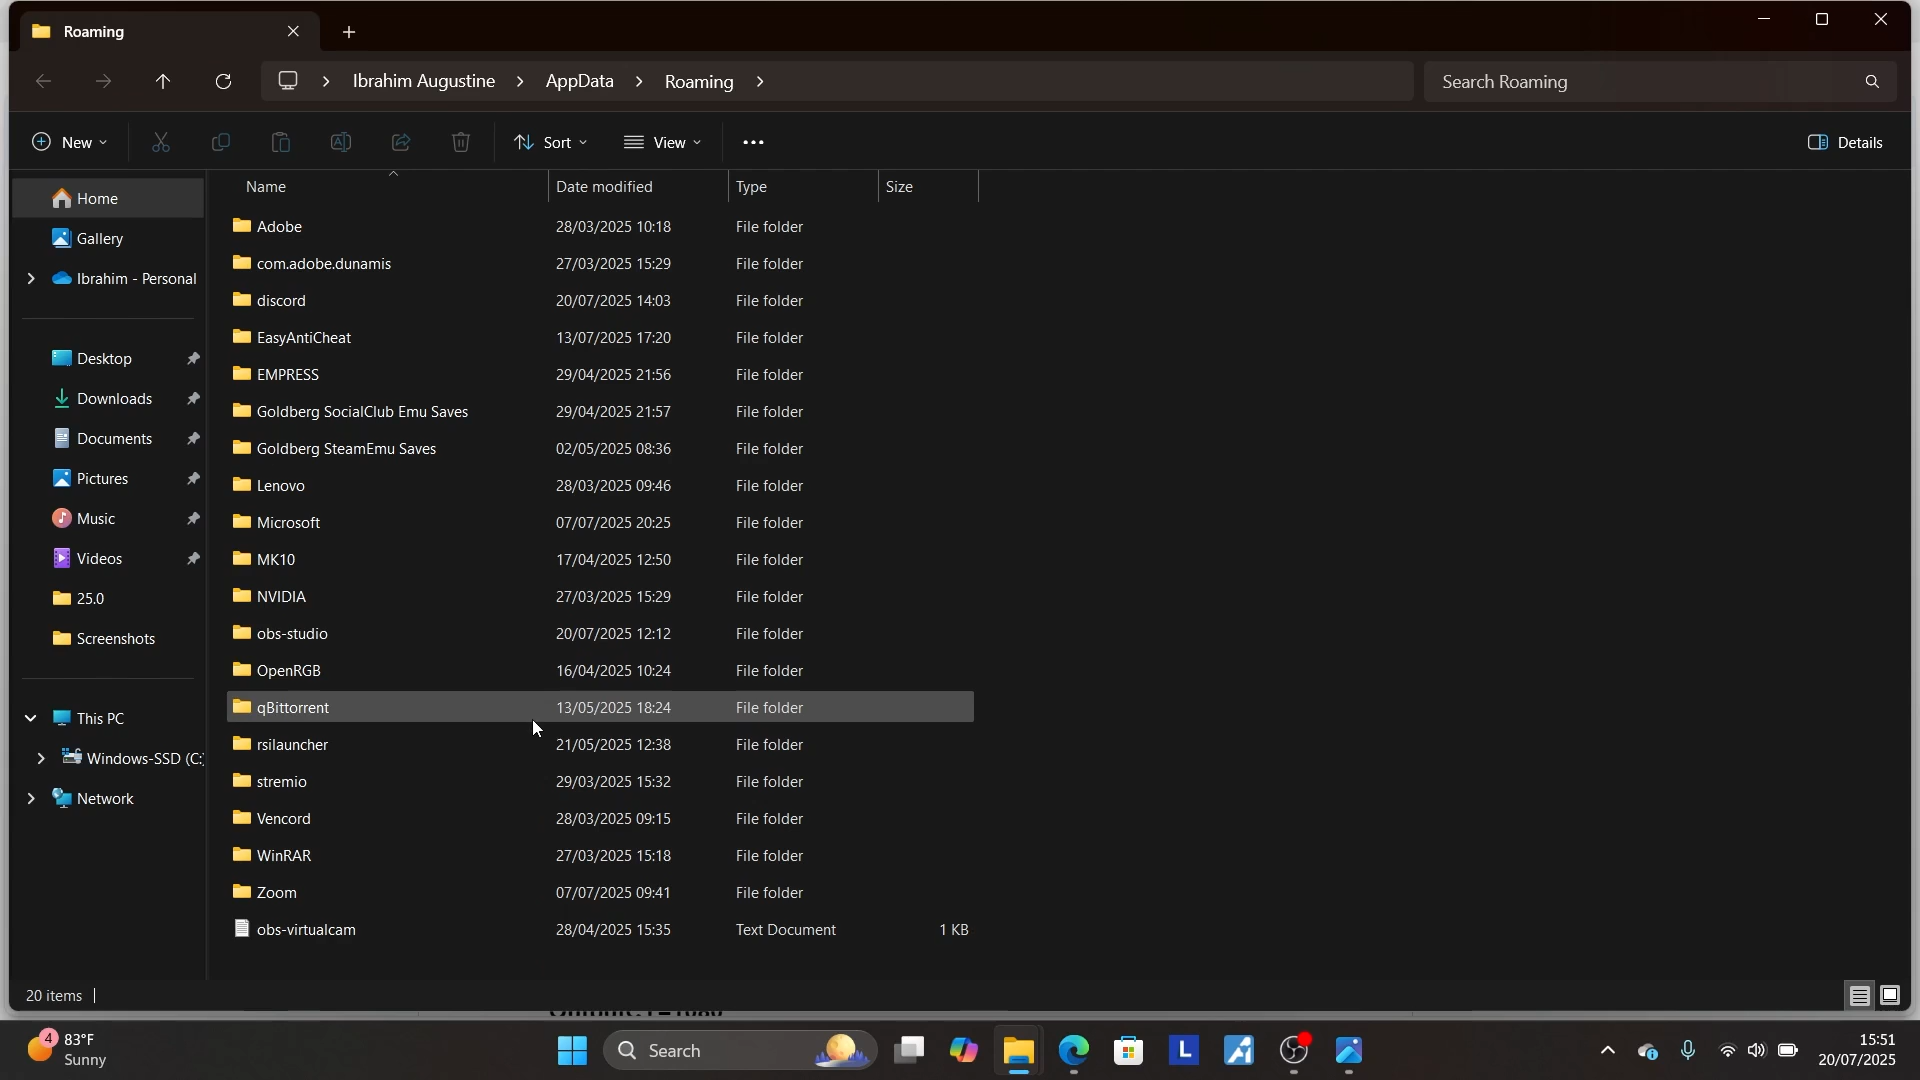 Roaming
Ibrahim Augustine > AppData > Roaming >
Search Roaming
New
Sort
View
Details
Name
Date modified
Type
Size
Home
Gallery
Ibrahim - Personal
Desktop
Downloads
Documents
Pictures
Music
Videos
25.0
Screenshots
This PC
Windows-SSD (C:)
Network
Adobe 28/03/2025 10:18 File folder
com.adobe.dunamis 27/03/2025 15:29 File folder
discord 20/07/2025 14:03 File folder
EasyAntiCheat 13/07/2025 17:20 File folder
EMPRESS 29/04/2025 21:56 File folder
Goldberg SocialClub Emu Saves 29/04/2025 21:57 File folder
Goldberg SteamEmu Saves 02/05/2025 08:36 File folder
Lenovo 28/03/2025 09:46 File folder
Microsoft 07/07/2025 20:25 File folder
MK10 17/04/2025 12:50 File folder
NVIDIA 27/03/2025 15:29 File folder
obs-studio 20/07/2025 12:12 File folder
OpenRGB 16/04/2025 10:24 File folder
qBittorrent 13/05/2025 18:24 File folder
rsilauncher 21/05/2025 12:38 File folder
stremio 29/03/2025 15:32 File folder
Vencord 28/03/2025 09:15 File folder
WinRAR 27/03/2025 15:18 File folder
Zoom 07/07/2025 09:41 File folder
obs-virtualcam 28/04/2025 15:35 Text Document 1 KB
20 items
4
83°F
Sunny
Search
L
15:51
20/07/2025